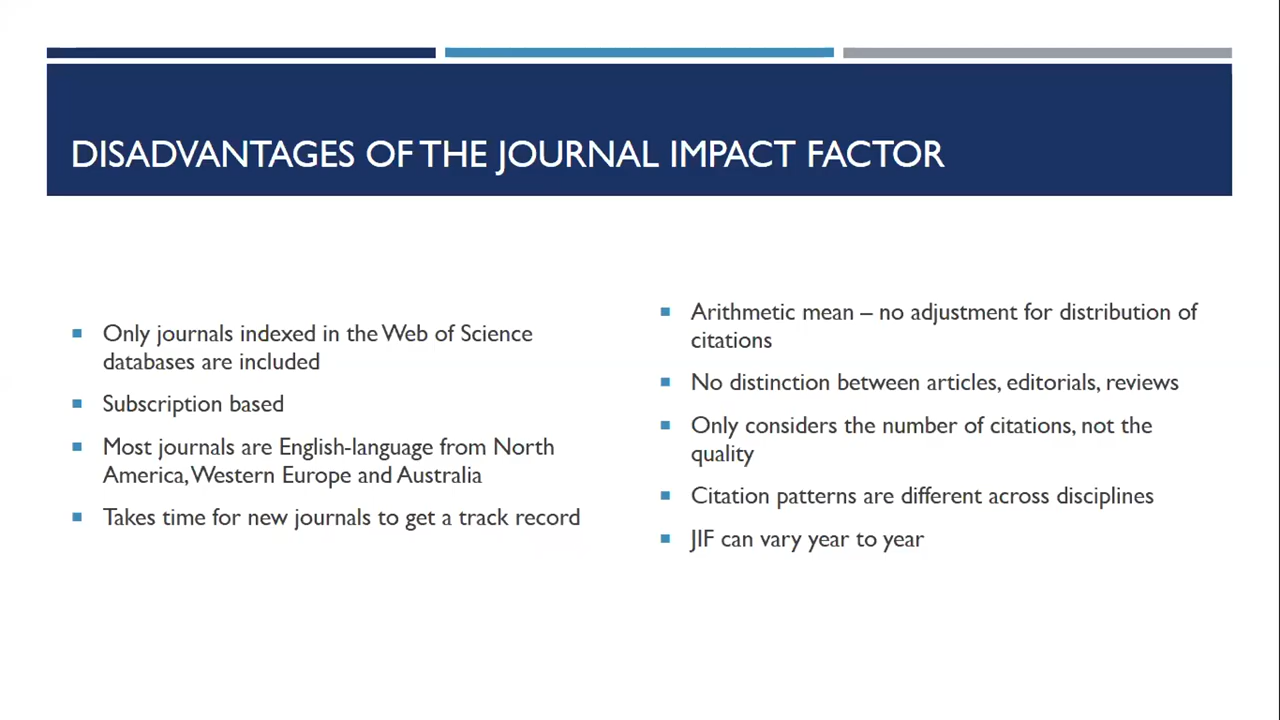 DISADVANTAGES OF THE JOURNAL IMPACT FACTOR
Only journals indexed in the Web of Science
databases are included
Subscription based
Most journals are English-language from North
America, Western Europe and Australia
Takes time for new journals to get a track record
Arithmetic mean – no adjustment for distribution of
citations
No distinction between articles, editorials, reviews
Only considers the number of citations, not the
quality
Citation patterns are different across disciplines
JIF can vary year to year